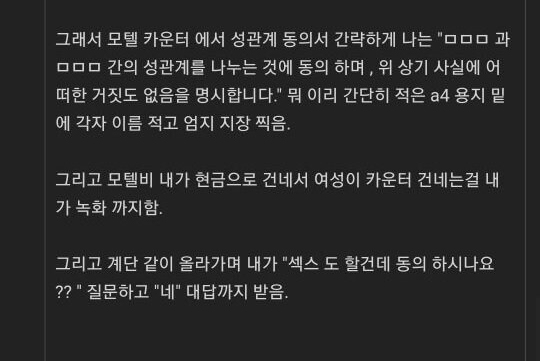 그래서 모텔 카운터 에서 성관계 동의서 간략하게 나는 "ㅁㅁㅁ 과
ㅁㅁㅁ 간의 성관계를 나누는 것에 동의 하며 , 위 상기 사실에 어
떠한 거짓도 없음을 명시합니다." 뭐 이리 간단히 적은 a4 용지 밑
에 각자 이름 적고 엄지 지장 찍음.
그리고 모텔비 내가 현금으로 건네서 여성이 카운터 건네는걸 내
가 녹화 까지함.
그리고 계단 같이 올라가며 내가 "섹스 도 할건데 동의 하시나요
?? " 질문하고 "네" 대답까지 받음.